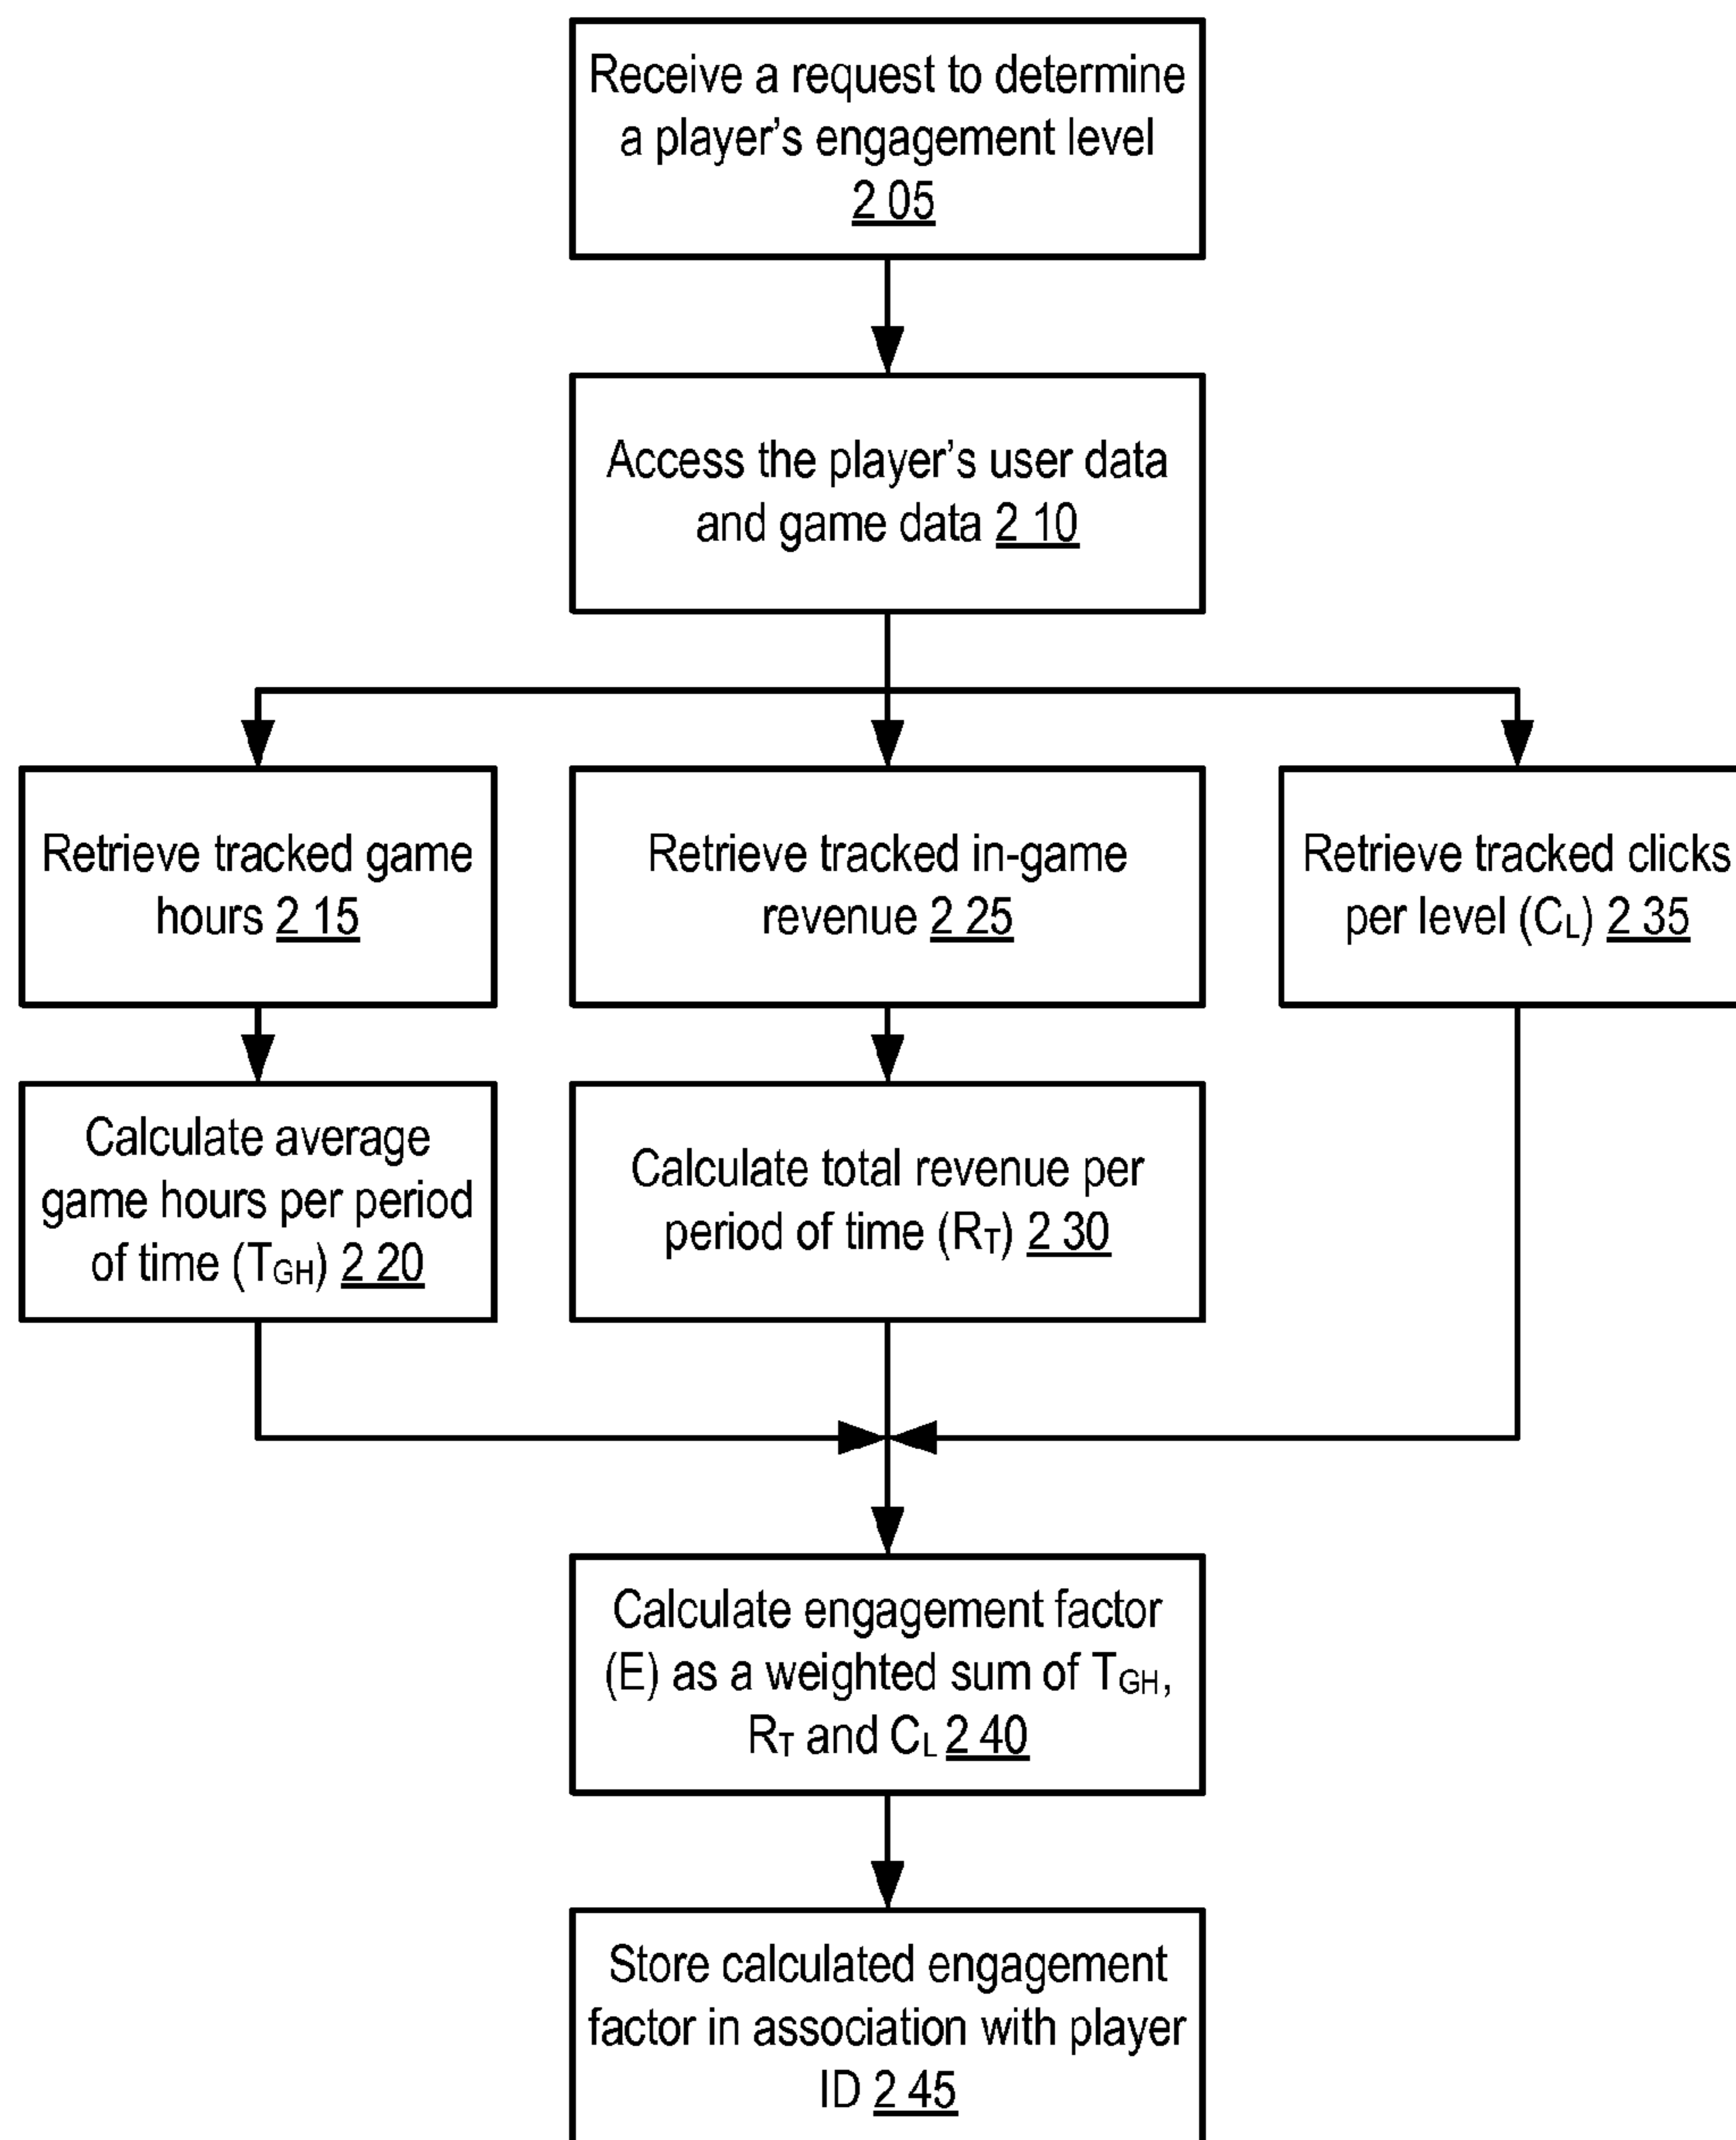 Receive a request to determine
a player's engagement level
2 05
Access the player's user data
and game data 2 10
Retrieve tracked game
hours 2 15
Retrieve tracked in-game
revenue 2 25
Retrieve tracked clicks
per level (CL) 2 35
Calculate average
game hours per period
of time (TGH) 2 20
Calculate total revenue per
period of time (RT) 2 30
Calculate engagement factor
(E) as a weighted sum of TGH,
RT and CL 2 40
Store calculated engagement
factor in association with player
ID 2 45